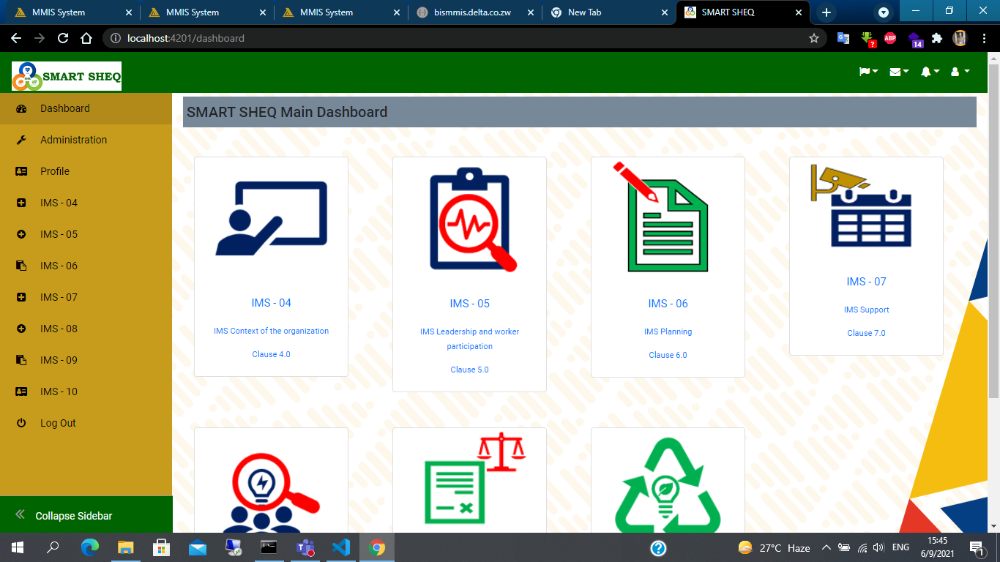 MMIS System
MMIS System
MMIS System
bismmis.delta.co.zw
New Tab
SMART SHEQ
localhost:4201/dashboard
?
ABP
14
SMART SHEQ
Dashboard
Administration
Profile
IMS - 04
IMS - 05
IMS - 06
IMS - 07
IMS - 08
IMS - 09
IMS - 10
Log Out
Collapse Sidebar
SMART SHEQ Main Dashboard
IMS - 04
IMS Context of the organization
Clause 4.0
IMS - 05
IMS Leadership and worker
participation
Clause 5.0
IMS - 06
IMS Planning
Clause 6.0
IMS - 07
IMS Support
Clause 7.0
27°C Haze
ENG
15:45
6/9/2021
1